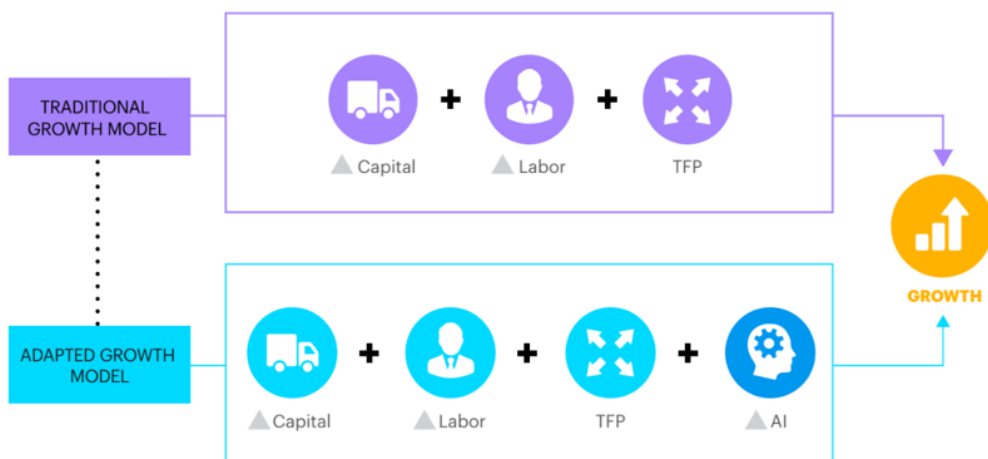 TRADITIONAL
GROWTH MODEL
+ +
Capital Labor TFP
GROWTH
ADAPTED GROWTH
MODEL
+ + +
Capital Labor TFP AI